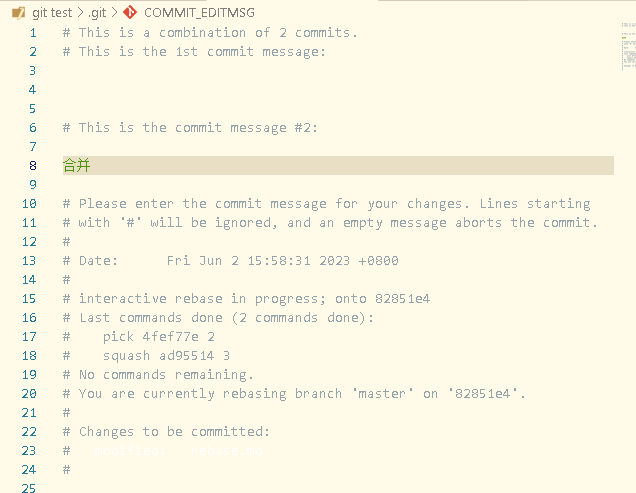 git test > .git > COMMIT_EDITMSG
1 # This is a combination of 2 commits.
2 # This is the 1st commit message:
3
4
5
6 # This is the commit message #2:
7
8 合并
9
10 # Please enter the commit message for your changes. Lines starting
11 # with '#' will be ignored, and an empty message aborts the commit.
12 #
13 # Date:      Fri Jun 2 15:58:31 2023 +0800
14 #
15 # interactive rebase in progress; onto 82851e4
16 # Last commands done (2 commands done):
17 #    pick 4fef77e 2
18 #    squash ad95514 3
19 # No commands remaining.
20 # You are currently rebasing branch 'master' on '82851e4'.
21 #
22 # Changes to be committed:
23 # modified:
24 #
25